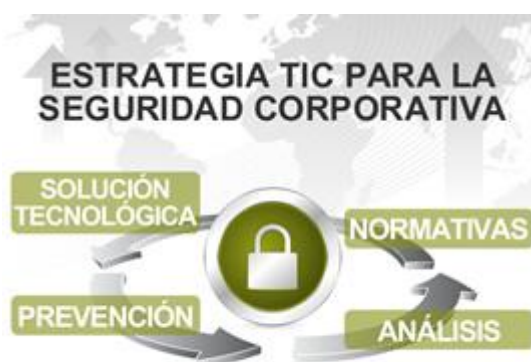 ESTRATEGIA TIC PARA LA
SEGURIDAD CORPORATIVA
SOLUCIÓN
TECNOLÓGICA
NORMATIVAS
PREVENCIÓN
ANÁLISIS